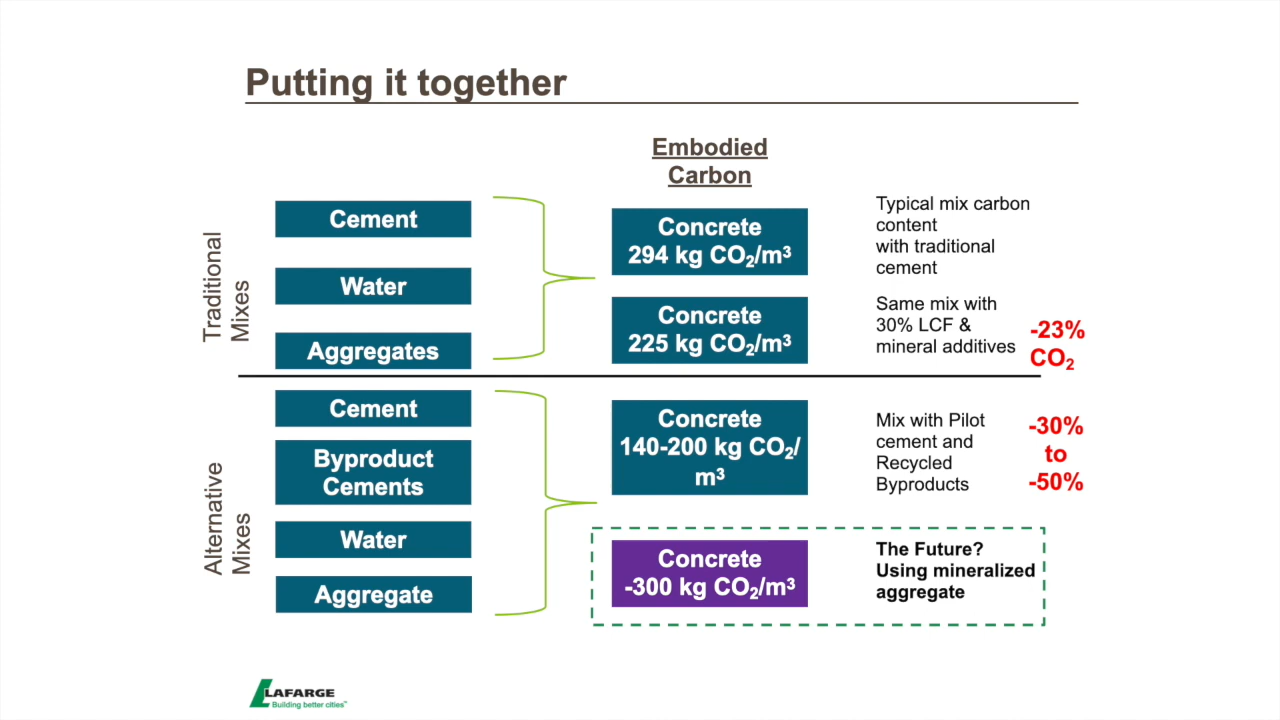 Putting it together
Embodied
Carbon
Traditional
Mixes
Cement
Water
Aggregates
Concrete
294 kg CO₂/m³
Typical mix carbon
content
with traditional
cement
Concrete
225 kg CO₂/m³
Same mix with
30% LCF &
mineral additives
-23%
CO₂
Alternative
Mixes
Cement
Byproduct
Cements
Water
Aggregate
Concrete
140-200 kg CO₂/
m³
Mix with Pilot
cement and
Recycled
Byproducts
-30%
to
-50%
Concrete
-300 kg CO₂/m³
The Future?
Using mineralized
aggregate
LAFARGE
Building better cities™